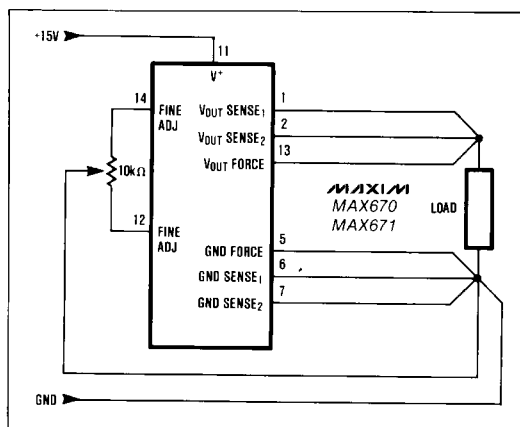 +15V
11
V+
14
FINE
ADJ
VOUT SENSE1
1
VOUT SENSE2
2
VOUT FORCE
13
10kΩ
MAXIM
MAX670
MAX671
LOAD
12
FINE
ADJ
GND FORCE
5
GND SENSE1
6
GND SENSE2
7
GND